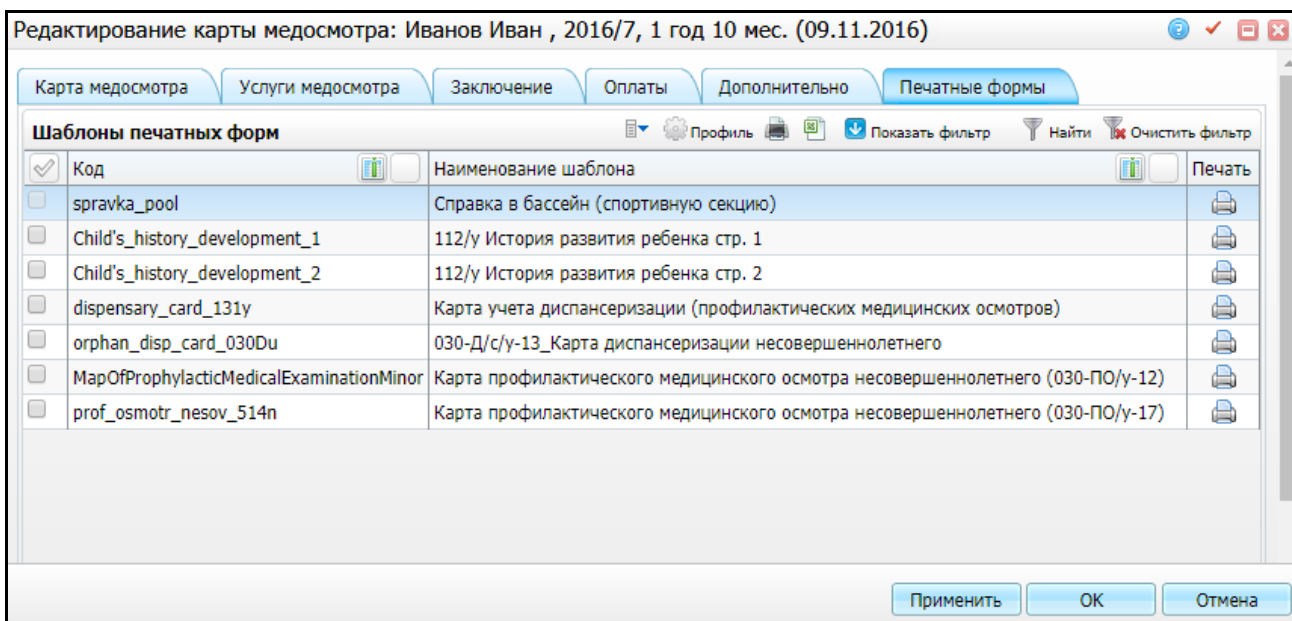 Редактирование карты медосмотра: Иванов Иван , 2016/7, 1 год 10 мес. (09.11.2016)
Карта медосмотра Услуги медосмотра Заключение Оплаты Дополнительно Печатные формы
Шаблоны печатных форм Профиль Показать фильтр Найти Очистить фильтр
Код Наименование шаблона Печать
spravka_pool Справка в бассейн (спортивную секцию)
Child's_history_development_1 112/у История развития ребенка стр. 1
Child's_history_development_2 112/у История развития ребенка стр. 2
dispensary_card_131y Карта учета диспансеризации (профилактических медицинских осмотров)
orphan_disp_card_030Du 030-Д/с/у-13_Карта диспансеризации несовершеннолетнего
MapOfProphylacticMedicalExaminationMinor Карта профилактического медицинского осмотра несовершеннолетнего (030-ПО/у-12)
prof_osmotr_nesov_514n Карта профилактического медицинского осмотра несовершеннолетнего (030-ПО/у-17)
Применить ОК Отмена